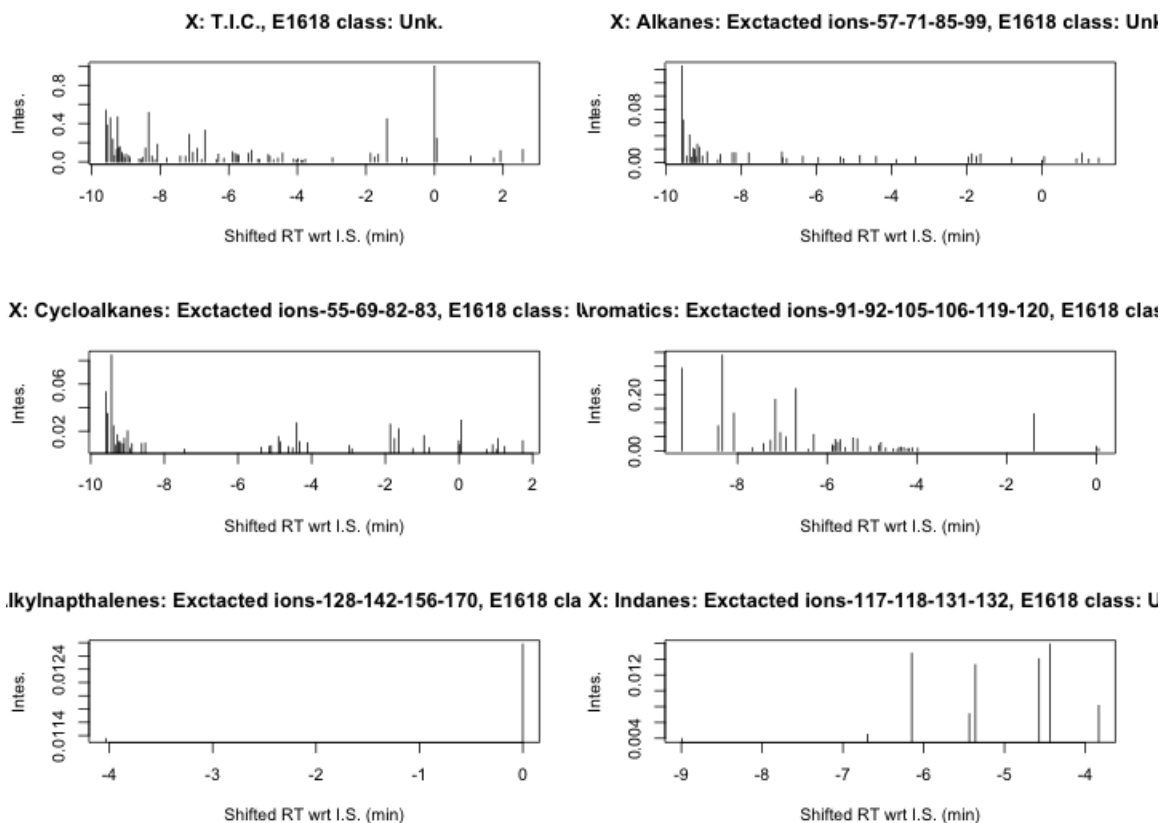 X: T.I.C., E1618 class: Unk.
X: Alkanes: Exctacted ions-57-71-85-99, E1618 class: Unk
Intes.
0.0 0.4 0.8
-10 -8 -6 -4 -2 0 2
Shifted RT wrt I.S. (min)
Intes.
0.00 0.08
-10 -8 -6 -4 -2 0
Shifted RT wrt I.S. (min)
X: Cycloalkanes: Exctacted ions-55-69-82-83, E1618 class: U
Aromatics: Exctacted ions-91-92-105-106-119-120, E1618 clas
Intes.
0.02 0.06
-10 -8 -6 -4 -2 0 2
Shifted RT wrt I.S. (min)
Intes.
0.00 0.20
-8 -6 -4 -2 0
Shifted RT wrt I.S. (min)
lkylnapthalenes: Exctacted ions-128-142-156-170, E1618 cla
X: Indanes: Exctacted ions-117-118-131-132, E1618 class: U
Intes.
0.0114 0.0124
-4 -3 -2 -1 0
Shifted RT wrt I.S. (min)
Intes.
0.004 0.012
-9 -8 -7 -6 -5 -4
Shifted RT wrt I.S. (min)